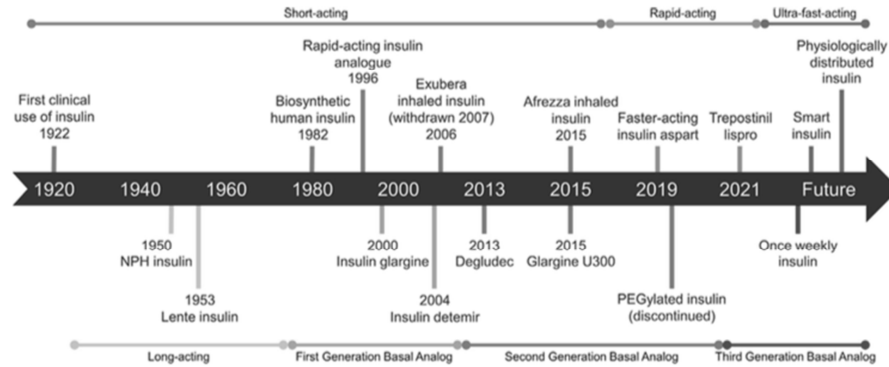 Short-acting
Rapid-acting
Ultra-fast-acting
Rapid-acting insulin
analogue
1996
Physiologically
distributed
insulin
First clinical
use of insulin
1922
Biosynthetic
human insulin
1982
Exubera
inhaled insulin
(withdrawn 2007)
2006
Afrezza inhaled
insulin
2015
Faster-acting
insulin aspart
Trepostinil
lispro
Smart
insulin
1920
1940
1960
1980
2000
2013
2015
2019
2021
Future
1950
NPH insulin
1953
Lente insulin
2000
Insulin glargine
2004
Insulin detemir
2013
Degludec
2015
Glargine U300
PEGylated insulin
(discontinued)
Once weekly
insulin
Long-acting
First Generation Basal Analog
Second Generation Basal Analog
Third Generation Basal Analog